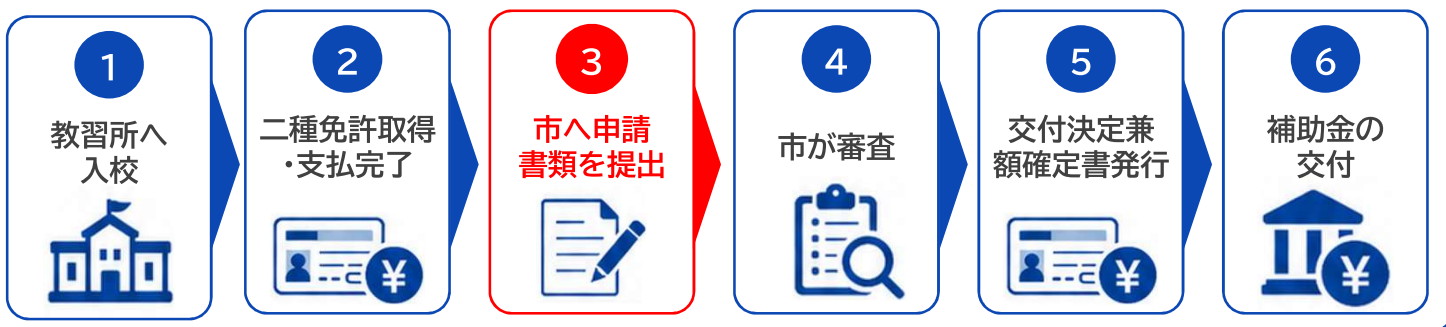 1
教習所へ
入校
2
二種免許取得
・支払完了
¥
3
市へ申請
書類を提出
4
市が審査
5
交付決定兼
額確定書発行
¥
6
補助金の
交付
¥